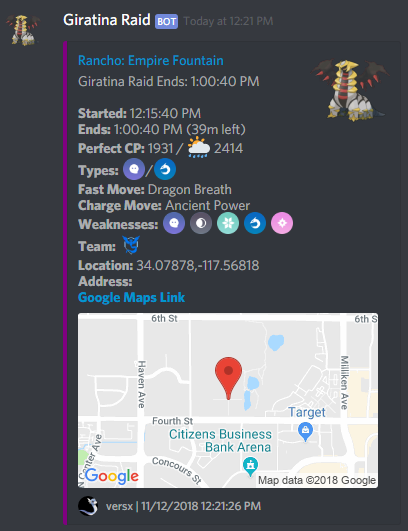 Giratina Raid BOT Today at 12:21 PM
Rancho: Empire Fountain
Giratina Raid Ends: 1:00:40 PM
Started: 12:15:40 PM
Ends: 1:00:40 PM (39m left)
Perfect CP: 1931 / 2414
Types: /
Fast Move: Dragon Breath
Charge Move: Ancient Power
Weaknesses:
Team:
Location: 34.07878,-117.56818
Address:
Google Maps Link
6th St
6th St
Haven Ave
Milliken Ave
Fourth St
Target
Citizens Business
Bank Arena
Center Ave
Concours St
Google
Map data ©2018 Google
versx | 11/12/2018 12:21:26 PM